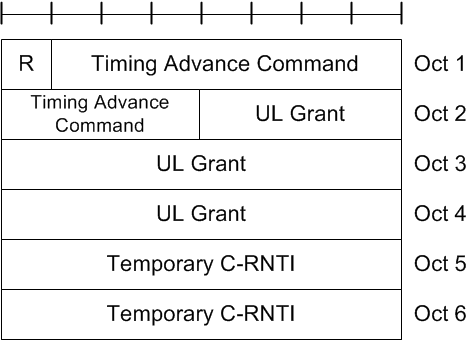 R Timing Advance Command Oct 1
Timing Advance
Command UL Grant Oct 2
UL Grant Oct 3
UL Grant Oct 4
Temporary C-RNTI Oct 5
Temporary C-RNTI Oct 6